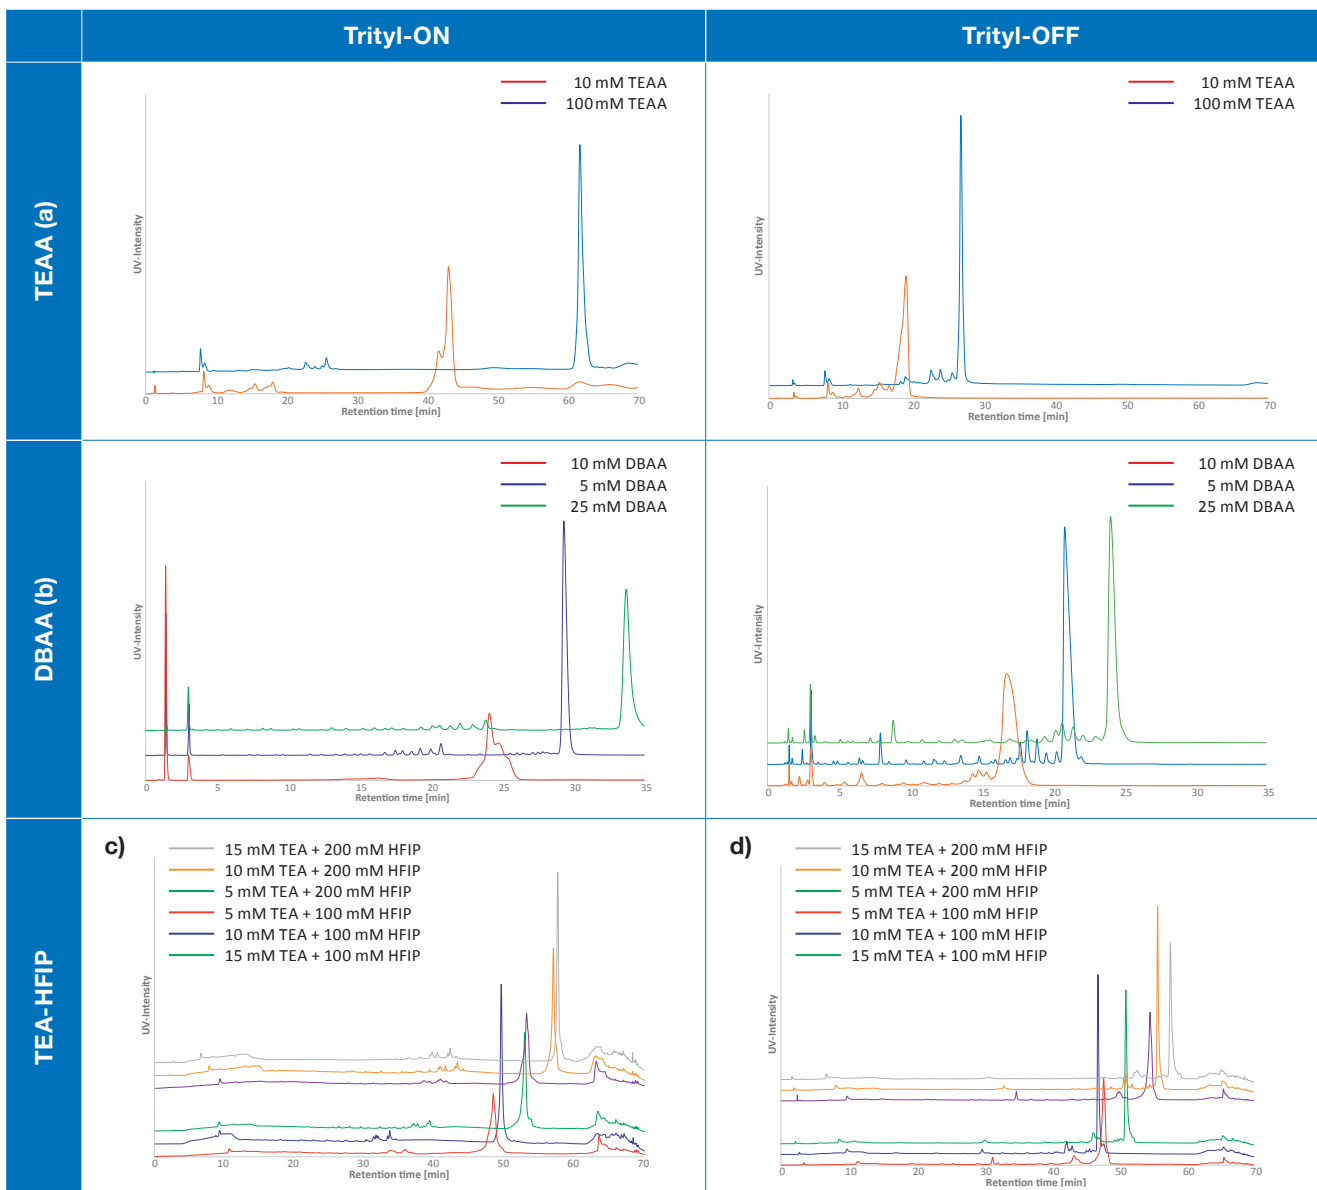 Trityl-ON
Trityl-OFF
TEAA (a)
10 mM TEAA
100 mM TEAA
UV-Intensity
0 10 20 30 40 50 60 70
Retention time [min]
10 mM TEAA
100 mM TEAA
UV-Intensity
0 10 20 30 40 50 60 70
Retention time [min]
DBAA (b)
10 mM DBAA
5 mM DBAA
25 mM DBAA
UV-Intensity
0 5 10 15 20 25 30 35
Retention time [min]
10 mM DBAA
5 mM DBAA
25 mM DBAA
UV-Intensity
0 5 10 15 20 25 30 35
Retention time [min]
TEA-HFIP
c)
15 mM TEA + 200 mM HFIP
10 mM TEA + 200 mM HFIP
5 mM TEA + 200 mM HFIP
5 mM TEA + 100 mM HFIP
10 mM TEA + 100 mM HFIP
15 mM TEA + 100 mM HFIP
UV-Intensity
0 10 20 30 40 50 60 70
Retention time [min]
d)
15 mM TEA + 200 mM HFIP
10 mM TEA + 200 mM HFIP
5 mM TEA + 200 mM HFIP
5 mM TEA + 100 mM HFIP
10 mM TEA + 100 mM HFIP
15 mM TEA + 100 mM HFIP
UV-Intensity
0 10 20 30 40 50 60 70
Retention time [min]